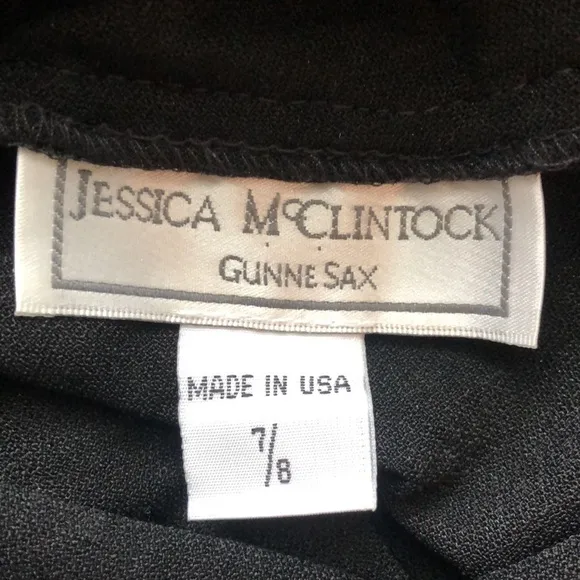 JESSICA McCLINTOCK
GUNNE SAX
MADE IN USA
7/8